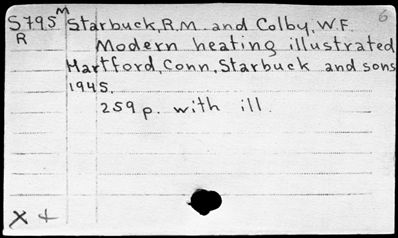 6
S795 M Starbuck, R.M. and Colby, W.F.
R Modern heating illustrated
Hartford, Conn, Starbuck and sons
1945.
259 p. with ill.
X +